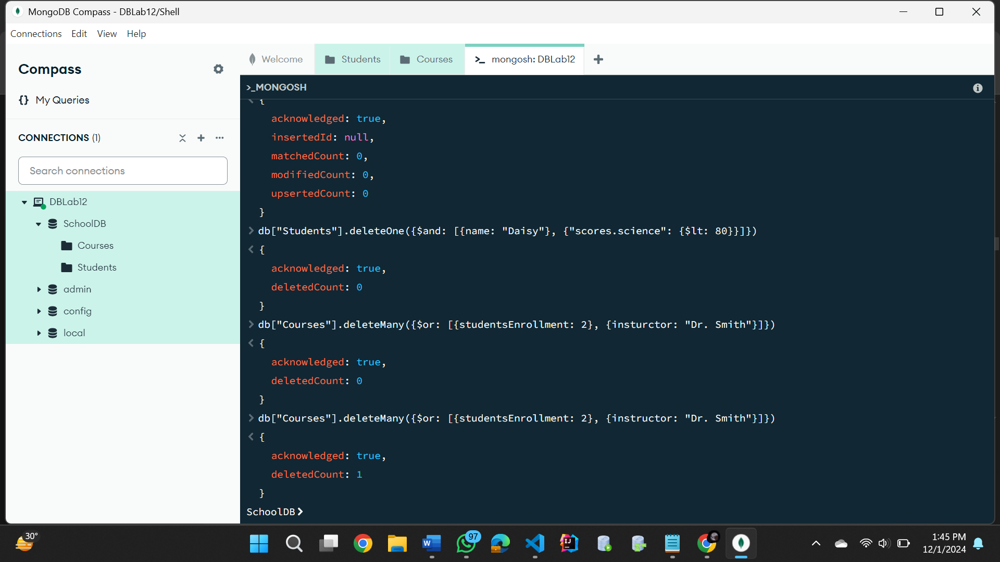 MongoDB Compass - DBLab12/Shell
Connections Edit View Help
Compass
{} My Queries
CONNECTIONS (1)
Search connections
DBLab12
SchoolDB
Courses
Students
admin
config
local
Welcome Students Courses >_ mongosh: DBLab12 +
>_MONGOSH
{
acknowledged: true,
insertedId: null,
matchedCount: 0,
modifiedCount: 0,
upsertedCount: 0
}
> db["Students"].deleteOne({$and: [{name: "Daisy"}, {"scores.science": {$lt: 80}}]})
< {
acknowledged: true,
deletedCount: 0
}
> db["Courses"].deleteMany({$or: [{studentsEnrollment: 2}, {insturctor: "Dr. Smith"}]})
< {
acknowledged: true,
deletedCount: 0
}
> db["Courses"].deleteMany({$or: [{studentsEnrollment: 2}, {instructor: "Dr. Smith"}]})
< {
acknowledged: true,
deletedCount: 1
}
SchoolDB>
30°
W
97
IJ
1:45 PM
12/1/2024